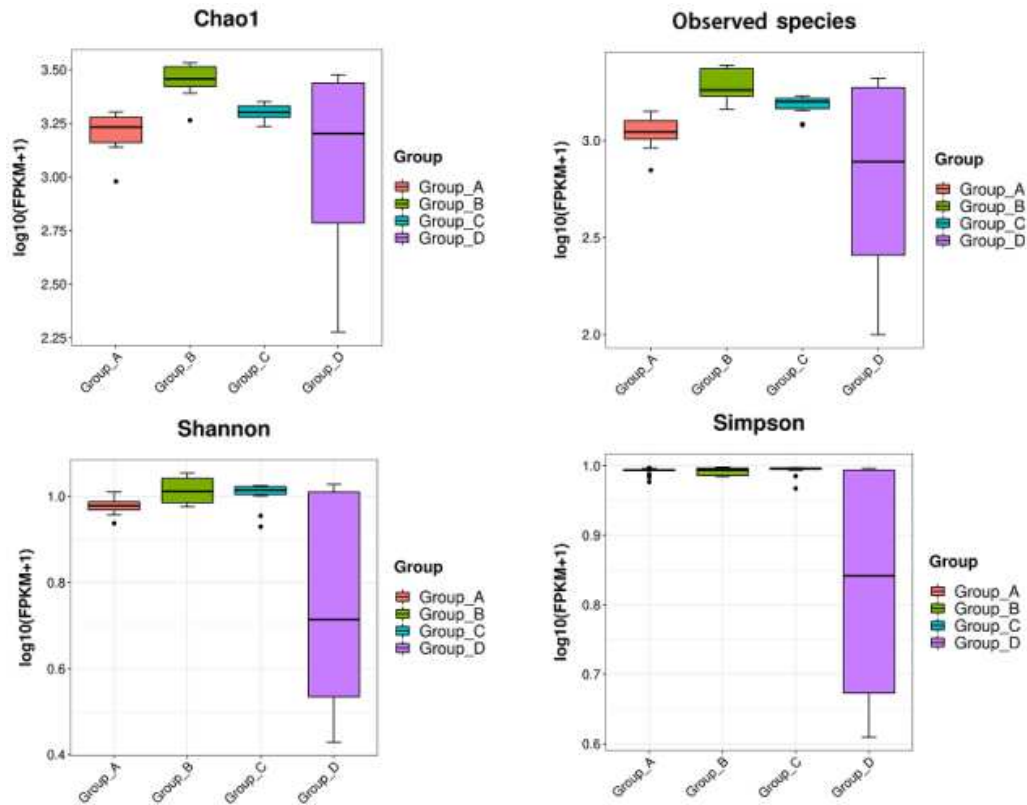 Chao1
log10(FPKM+1)
3.50
3.25
3.00
2.75
2.50
2.25
Group_A
Group_B
Group_C
Group_D
Group
Group_A
Group_B
Group_C
Group_D
Observed species
log10(FPKM+1)
3.0
2.5
2.0
Group_A
Group_B
Group_C
Group_D
Group
Group_A
Group_B
Group_C
Group_D
Shannon
log10(FPKM+1)
1.0
0.8
0.6
0.4
Group_A
Group_B
Group_C
Group_D
Group
Group_A
Group_B
Group_C
Group_D
Simpson
log10(FPKM+1)
1.0
0.9
0.8
0.7
0.6
Group_A
Group_B
Group_C
Group_D
Group
Group_A
Group_B
Group_C
Group_D